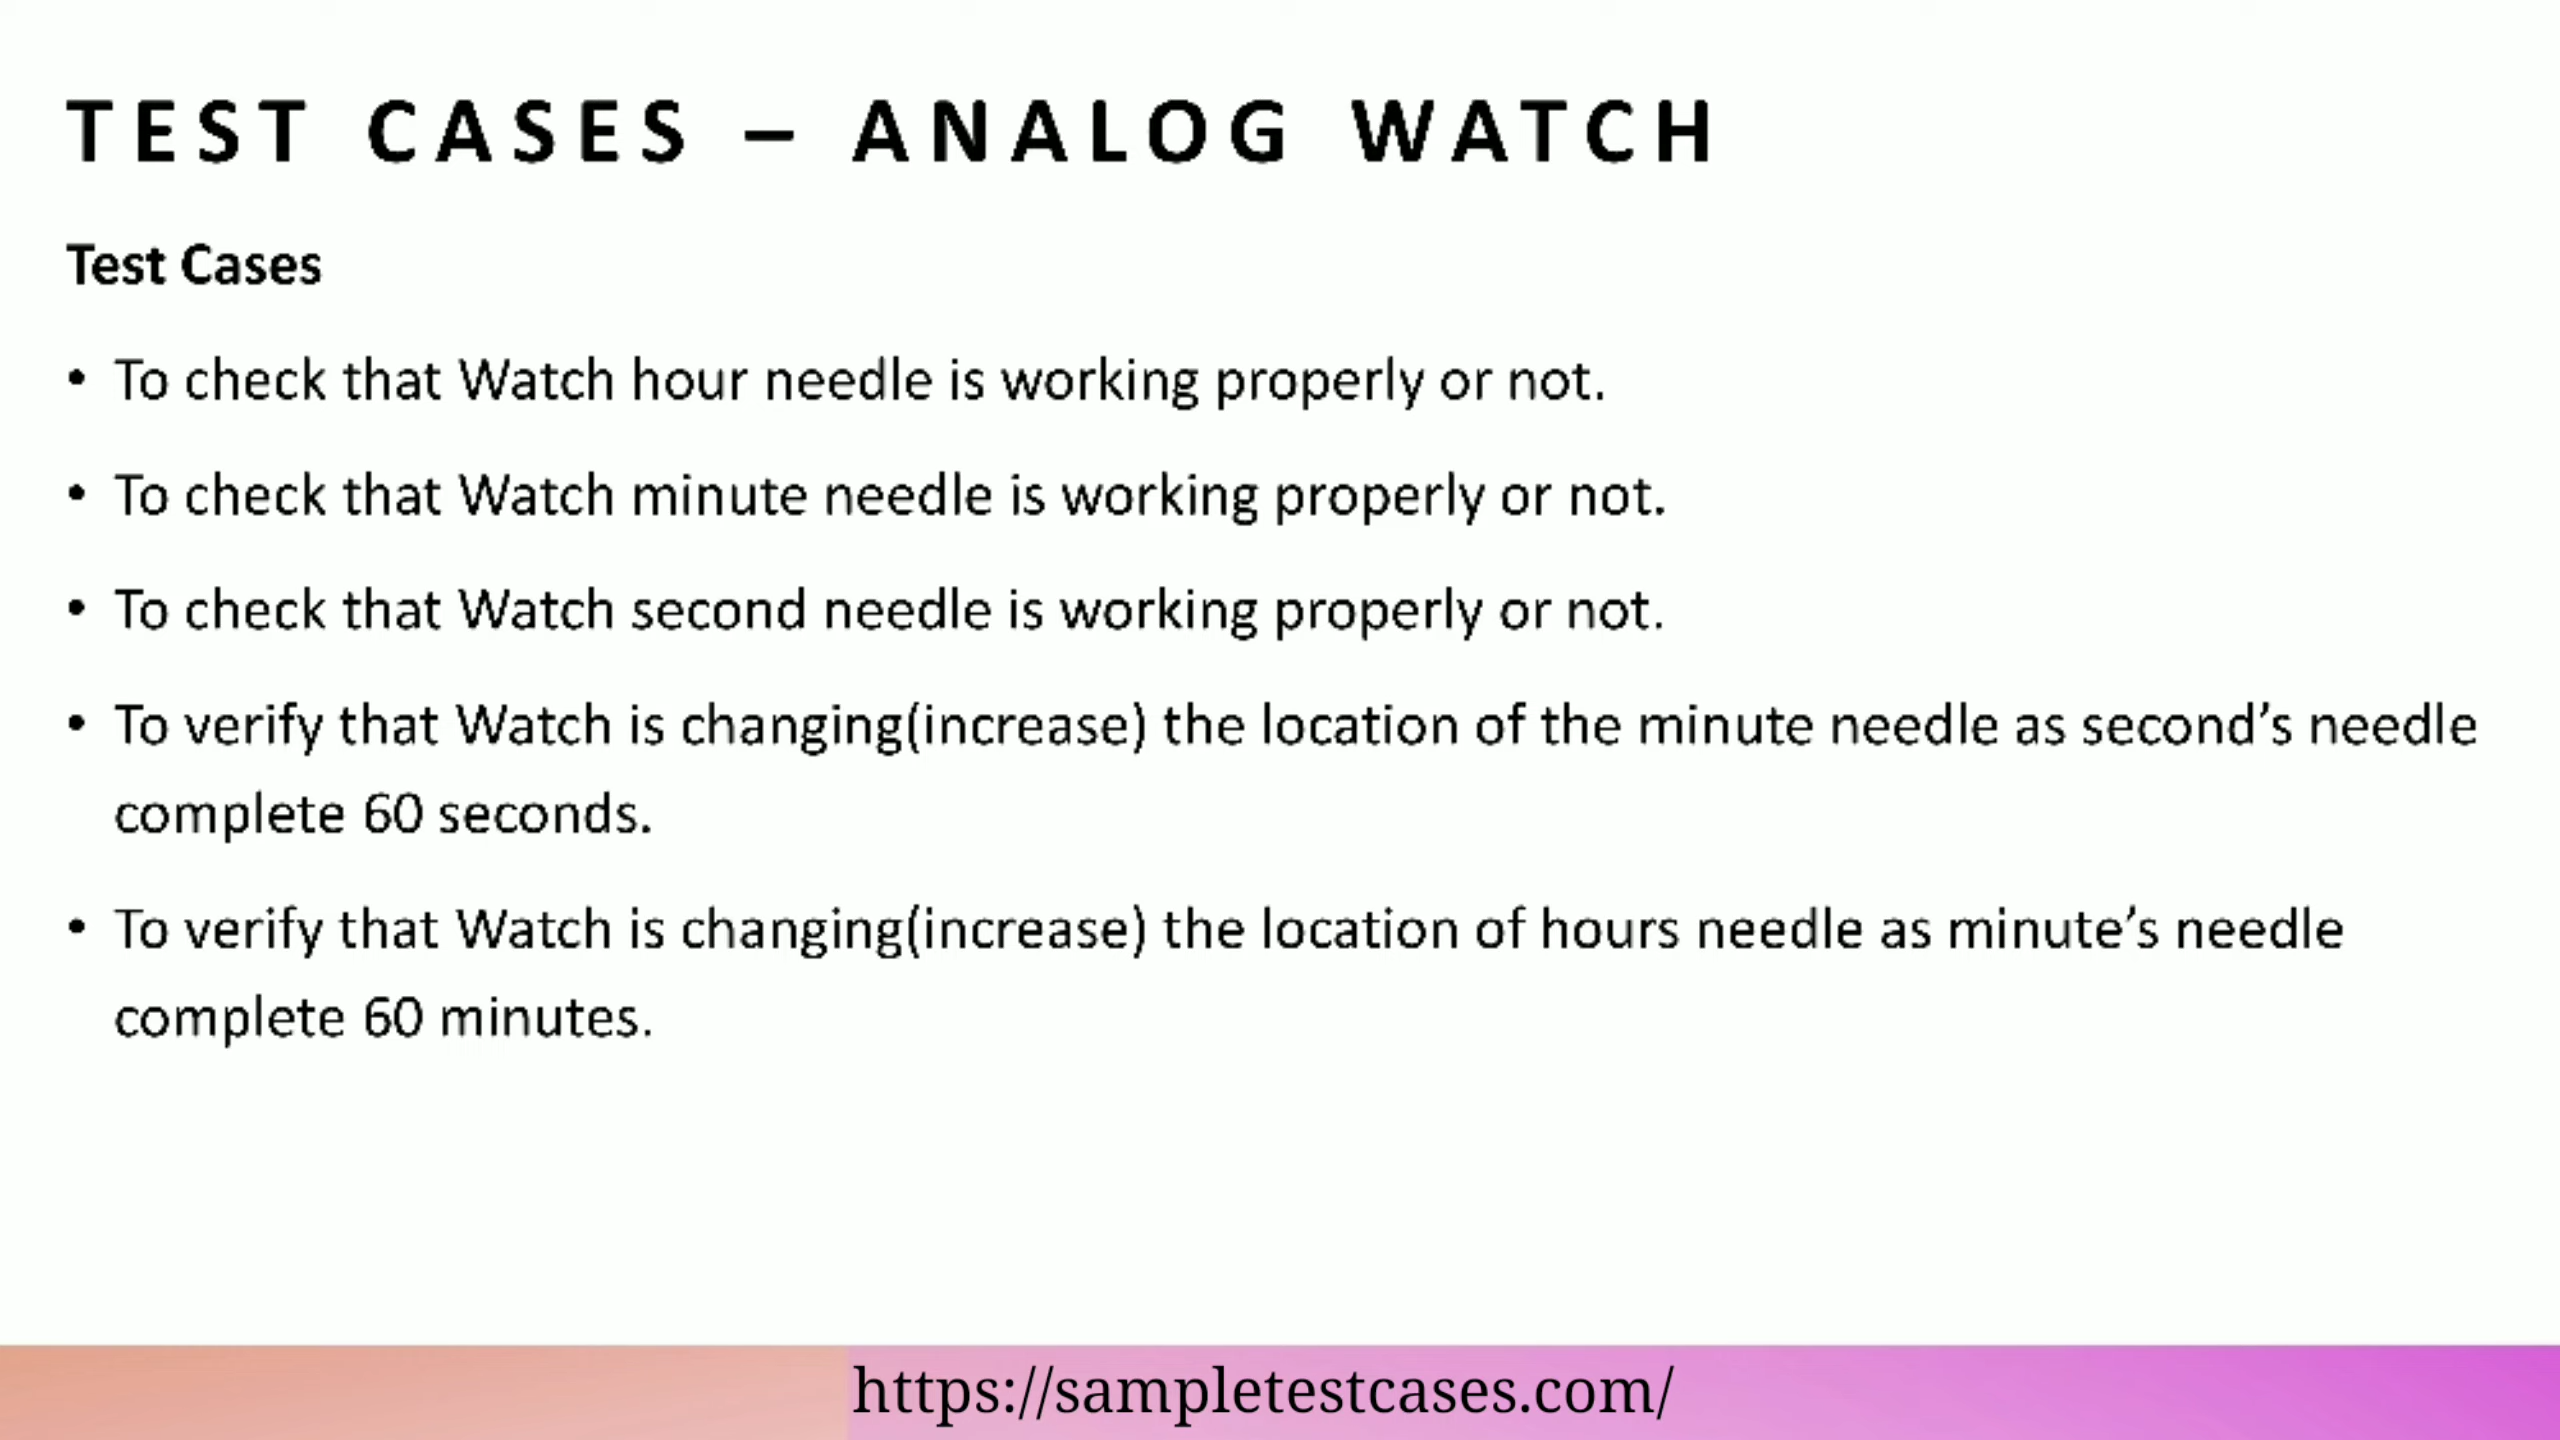 TEST CASES – ANALOG WATCH
Test Cases
• To check that Watch hour needle is working properly or not.
• To check that Watch minute needle is working properly or not.
• To check that Watch second needle is working properly or not.
• To verify that Watch is changing(increase) the location of the minute needle as second’s needle
complete 60 seconds.
• To verify that Watch is changing(increase) the location of hours needle as minute’s needle
complete 60 minutes.
https://sampletestcases.com/